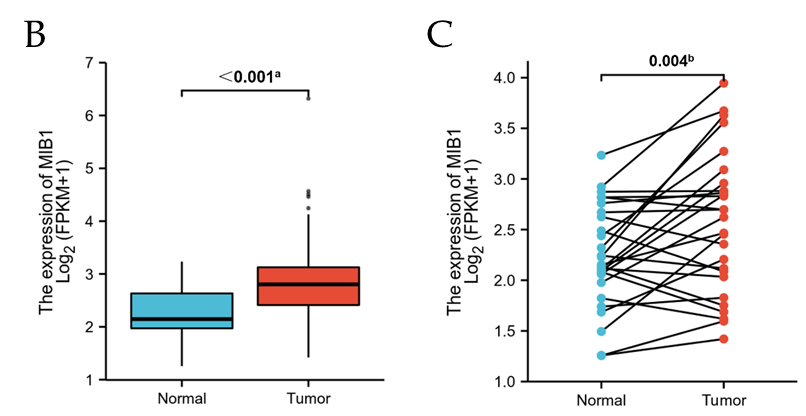 B
<0.001a
The expression of MIB1
Log2 (FPKM+1)
7
6
5
4
3
2
1
Normal Tumor
C
0.004b
The expression of MIB1
Log2 (FPKM+1)
4.0
3.5
3.0
2.5
2.0
1.5
1.0
Normal Tumor